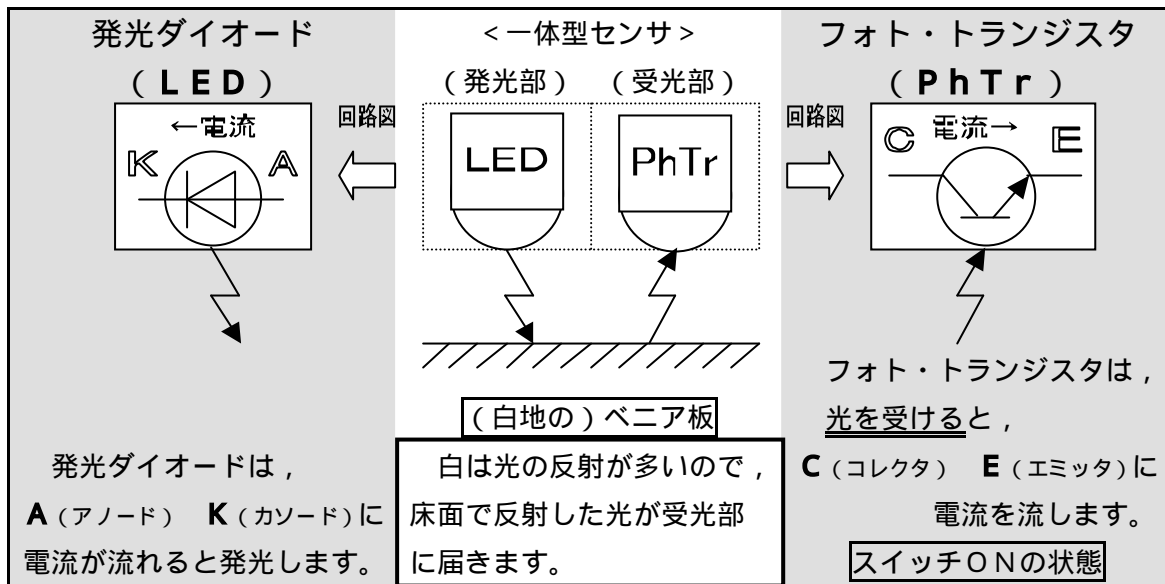 発光ダイオード
（ＬＥＤ）
←電流
K A
回路図
発光ダイオードは，
A（アノード） K（カソード）に
電流が流れると発光します。
＜一体型センサ＞
（発光部） （受光部）
LED PhTr
（白地の）ベニア板
白は光の反射が多いので，
床面で反射した光が受光部
に届きます。
フォト・トランジスタ
（ＰｈＴｒ）
回路図
C 電流→ E
フォト・トランジスタは，
光を受けると，
C（コレクタ） E（エミッタ）に
電流を流します。
スイッチＯＮの状態